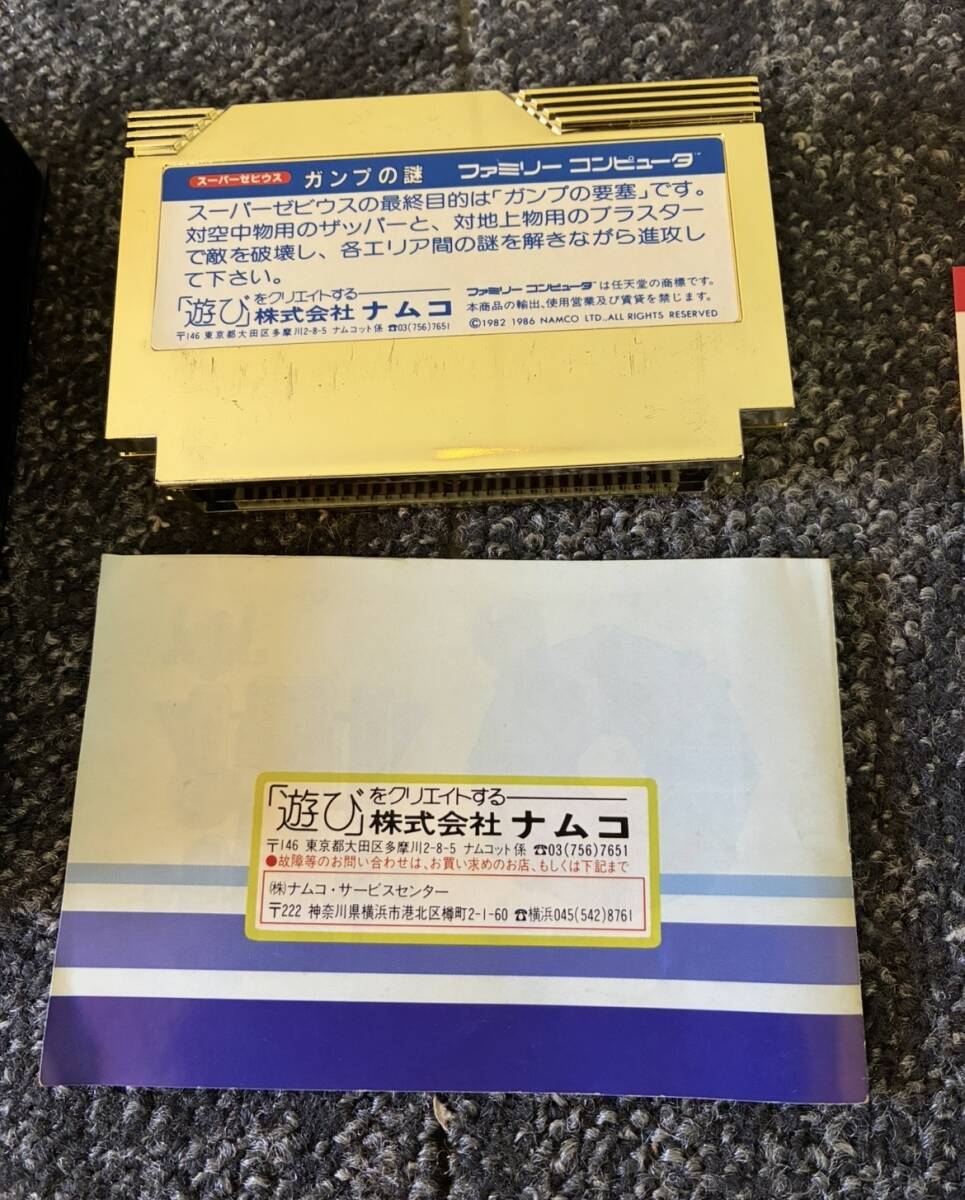 スーパーゼビウス ガンプの謎 ファミリー コンピュータ™
スーパーゼビウスの最終目的は「ガンプの要塞」です。
対空中物用のザッパーと、対地上物用のブラスター
で敵を破壊し、各エリア間の謎を解きながら進攻し
て下さい。
「遊び」をクリエイトする
株式会社 ナムコ
〒146 東京都大田区多摩川2-8-5 ナムコット係 ☎03(756)7651
ファミリー コンピュータ™は任天堂の商標です。
本商品の輸出、使用営業及び賃貸を禁じます。
©1982 1986 NAMCO LTD.,ALL RIGHTS RESERVED
「遊び」をクリエイトする
株式会社 ナムコ
〒146 東京都大田区多摩川2-8-5 ナムコット係 ☎03(756)7651
●故障等のお問い合わせは、お買い求めのお店、もしくは下記まで
(株)ナムコ・サービスセンター
〒222 神奈川県横浜市港北区樽町2-1-60 ☎横浜045(542)8761